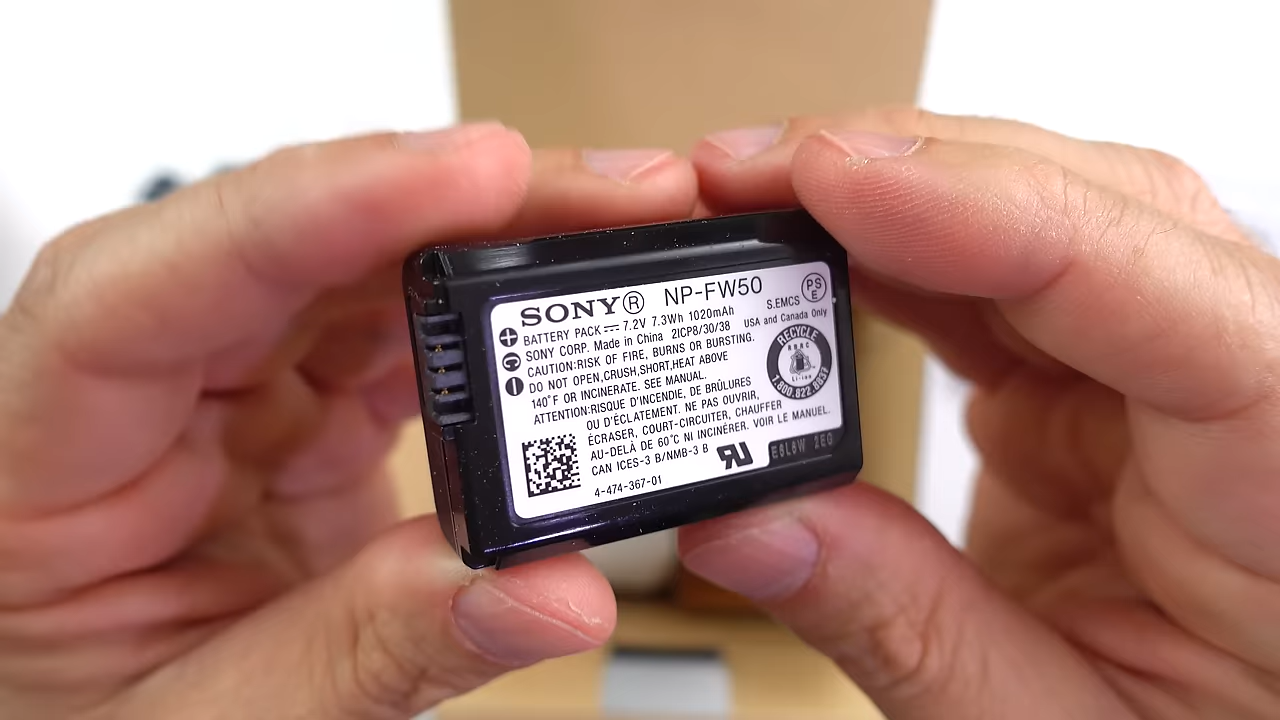 SONY® NP-FW50
PS
E
BATTERY PACK 7.2V 7.3Wh 1020mAh
S.EMCS
SONY CORP. Made in China 2ICP8/30/38
USA and Canada Only
CAUTION:RISK OF FIRE, BURNS OR BURSTING.
DO NOT OPEN,CRUSH,SHORT,HEAT ABOVE
140°F OR INCINERATE. SEE MANUAL.
ATTENTION:RISQUE D'INCENDIE, DE BRÛLURES
OU D'ÉCLATEMENT. NE PAS OUVRIR,
ÉCRASER, COURT-CIRCUITER, CHAUFFER
AU-DELÀ DE 60°C NI INCINÉRER. VOIR LE MANUEL.
CAN ICES-3 B/NMB-3 B
4-474-367-01
+
C
–
RECYCLE
RBRC
Li-ion
1.800.822.8837
RU